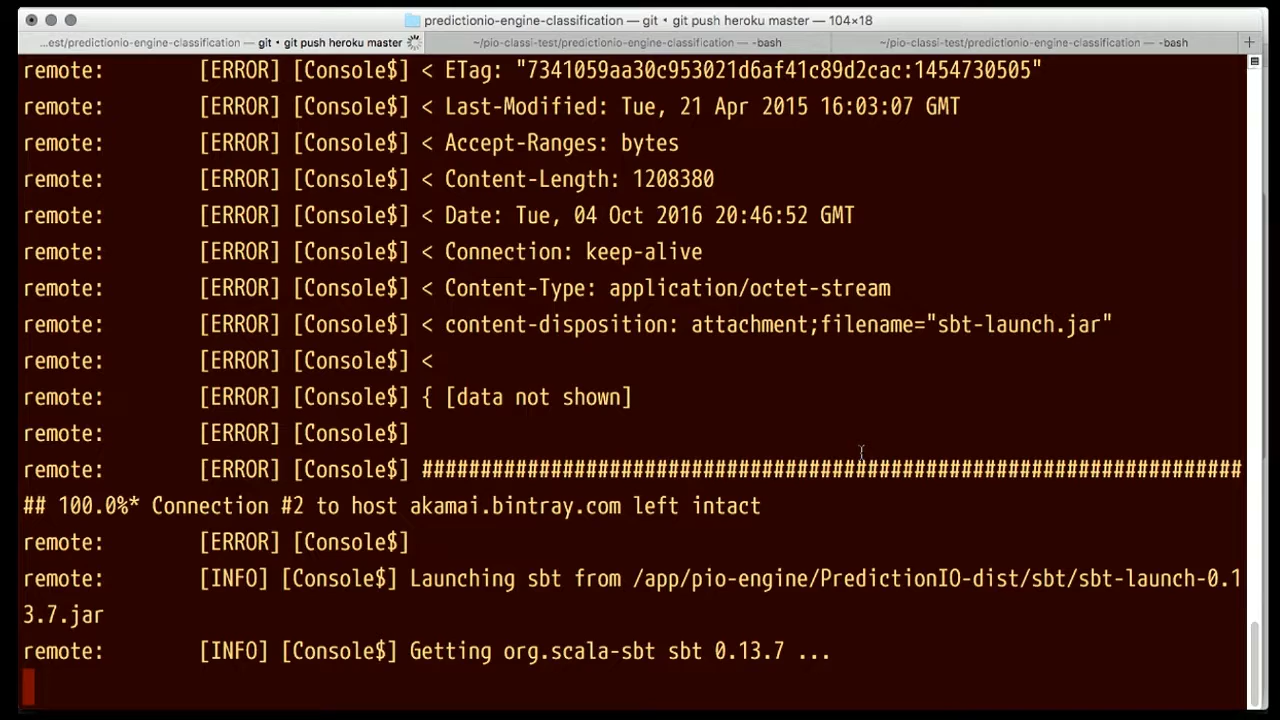 predictionio-engine-classification — git • git push heroku master — 104×18
...est/predictionio-engine-classification — git • git push heroku master ~/pio-classi-test/predictionio-engine-classification — -bash ~/pio-classi-test/predictionio-engine-classification — -bash +
remote: [ERROR] [Console$] < ETag: "7341059aa30c953021d6af41c89d2cac:1454730505"
remote: [ERROR] [Console$] < Last-Modified: Tue, 21 Apr 2015 16:03:07 GMT
remote: [ERROR] [Console$] < Accept-Ranges: bytes
remote: [ERROR] [Console$] < Content-Length: 1208380
remote: [ERROR] [Console$] < Date: Tue, 04 Oct 2016 20:46:52 GMT
remote: [ERROR] [Console$] < Connection: keep-alive
remote: [ERROR] [Console$] < Content-Type: application/octet-stream
remote: [ERROR] [Console$] < content-disposition: attachment;filename="sbt-launch.jar"
remote: [ERROR] [Console$] <
remote: [ERROR] [Console$] { [data not shown]
remote: [ERROR] [Console$]
remote: [ERROR] [Console$] ######################################################################
## 100.0%* Connection #2 to host akamai.bintray.com left intact
remote: [ERROR] [Console$]
remote: [INFO] [Console$] Launching sbt from /app/pio-engine/PredictionIO-dist/sbt/sbt-launch-0.1
3.7.jar
remote: [INFO] [Console$] Getting org.scala-sbt sbt 0.13.7 ...